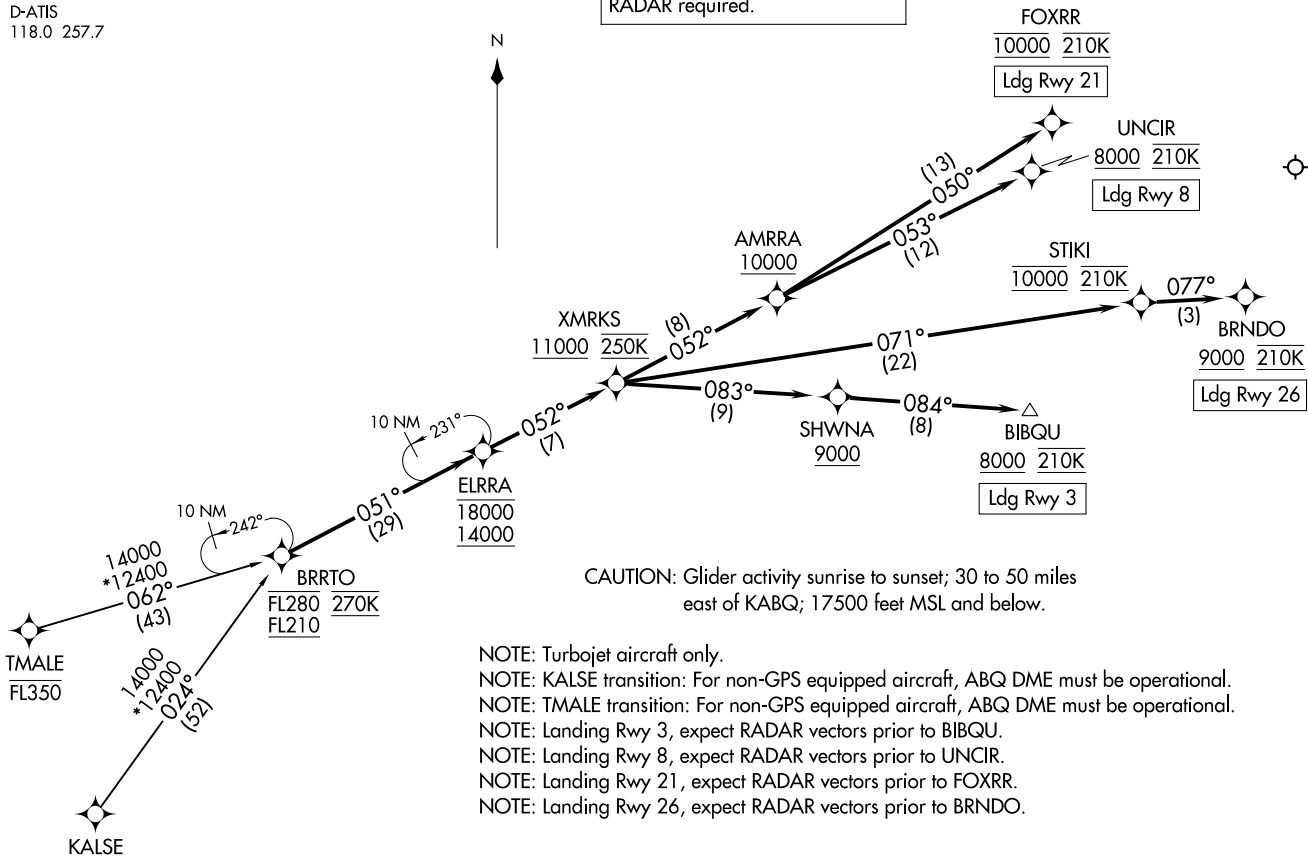 D-ATIS
118.0 257.7
RADAR required.
N
FOXRR
10000 210K
Ldg Rwy 21
UNCIR
8000 210K
Ldg Rwy 8
(13)
050°
053°
(12)
AMRRA
10000
STIKI
10000 210K
077°
(3)
BRNDO
9000 210K
Ldg Rwy 26
XMRKS
11000 250K
(8)
052°
071°
(22)
083°
(9)
SHWNA
9000
084°
(8)
BIBQU
8000 210K
Ldg Rwy 3
10 NM
231°
052°
(7)
ELRRA
18000
14000
10 NM
242°
051°
(29)
BRRTO
FL280 270K
FL210
14000
*12400
062°
(43)
TMALE
FL350
14000
*12400
024°
(52)
KALSE
CAUTION: Glider activity sunrise to sunset; 30 to 50 miles
east of KABQ; 17500 feet MSL and below.
NOTE: Turbojet aircraft only.
NOTE: KALSE transition: For non-GPS equipped aircraft, ABQ DME must be operational.
NOTE: TMALE transition: For non-GPS equipped aircraft, ABQ DME must be operational.
NOTE: Landing Rwy 3, expect RADAR vectors prior to BIBQU.
NOTE: Landing Rwy 8, expect RADAR vectors prior to UNCIR.
NOTE: Landing Rwy 21, expect RADAR vectors prior to FOXRR.
NOTE: Landing Rwy 26, expect RADAR vectors prior to BRNDO.